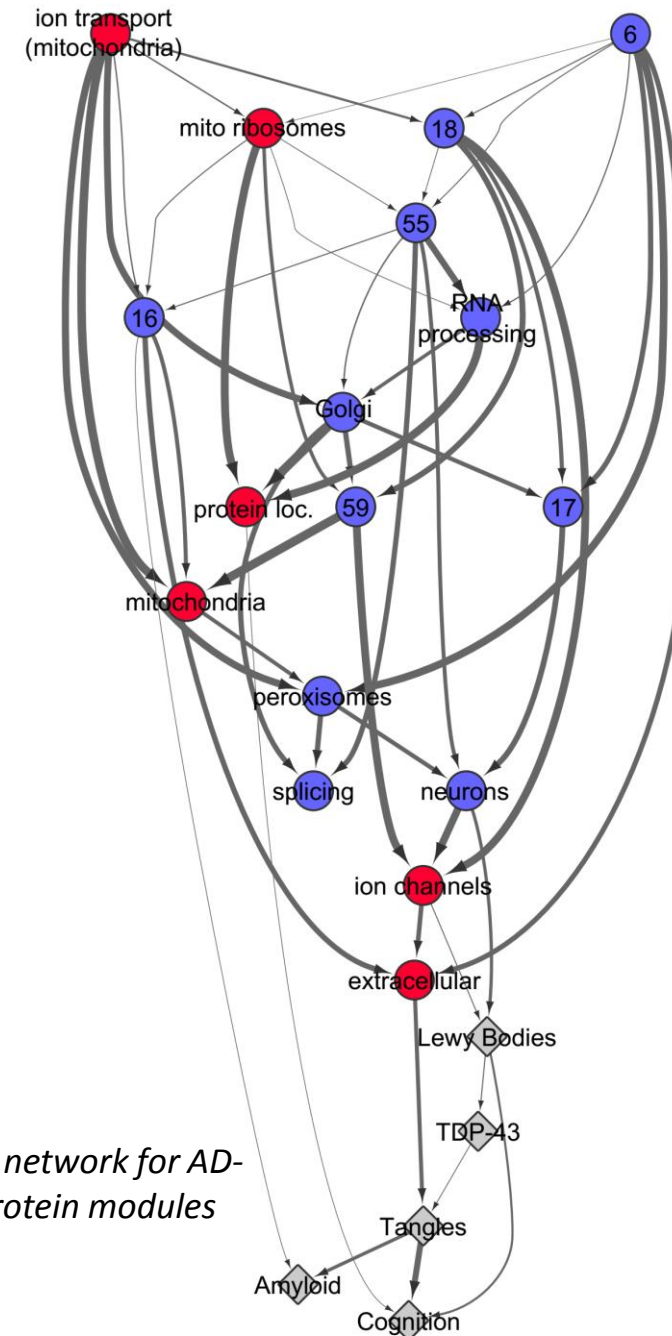 ion transport
(mitochondria)
6
mito ribosomes
18
55
16
RNA
processing
Golgi
protein loc.
59
17
mitochondria
peroxisomes
splicing
neurons
ion channels
extracellular
Lewy Bodies
TDP-43
network for AD-
rotein modules
Tangles
Amyloid
Cognition